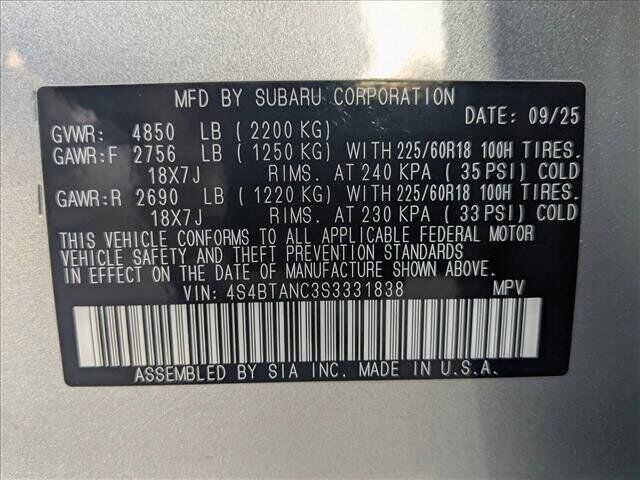 MFD BY SUBARU CORPORATION
DATE: 09/25
GVWR: 4850 LB (2200 KG)
GAWR:F 2756 LB (1250 KG) WITH 225/60R18 100H TIRES.
18X7J RIMS. AT 240 KPA (35 PSI) COLD
GAWR:R 2690 LB (1220 KG) WITH 225/60R18 100H TIRES.
18X7J RIMS. AT 230 KPA (33 PSI) COLD
THIS VEHICLE CONFORMS TO ALL APPLICABLE FEDERAL MOTOR
VEHICLE SAFETY AND THEFT PREVENTION STANDARDS
IN EFFECT ON THE DATE OF MANUFACTURE SHOWN ABOVE.
VIN: 4S4BTANC3S3331838 MPV
ASSEMBLED BY SIA INC. MADE IN U.S.A.